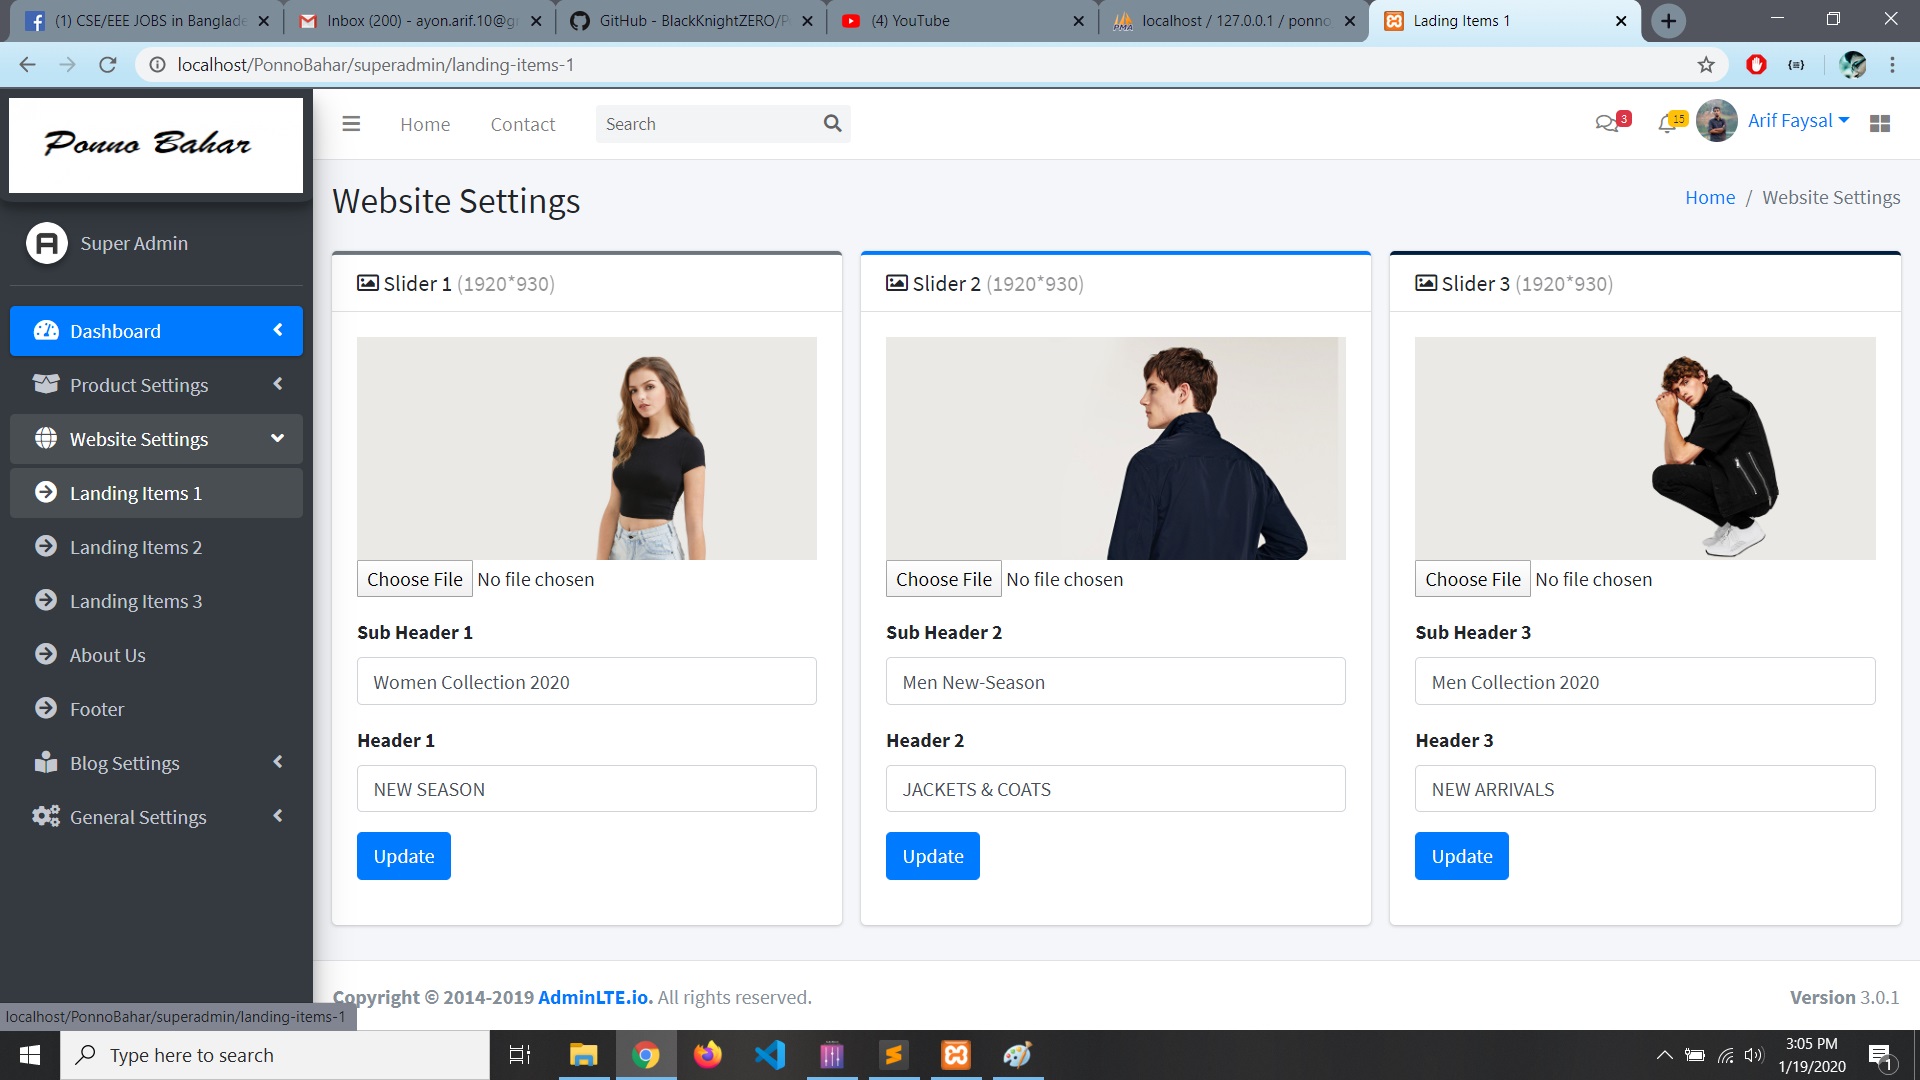 (1) CSE/EEE JOBS in Banglade
Inbox (200) - ayon.arif.10@g
GitHub - BlackKnightZERO/P
(4) YouTube
localhost / 127.0.0.1 / ponno
Lading Items 1
localhost/PonnoBahar/superadmin/landing-items-1
Ponno Bahar
Home
Contact
Search
3
15
Arif Faysal
Super Admin
Website Settings
Home / Website Settings
Dashboard
Product Settings
Website Settings
Landing Items 1
Landing Items 2
Landing Items 3
About Us
Footer
Blog Settings
General Settings
Slider 1 (1920*930)
Choose File No file chosen
Sub Header 1
Women Collection 2020
Header 1
NEW SEASON
Update
Slider 2 (1920*930)
Choose File No file chosen
Sub Header 2
Men New-Season
Header 2
JACKETS & COATS
Update
Slider 3 (1920*930)
Choose File No file chosen
Sub Header 3
Men Collection 2020
Header 3
NEW ARRIVALS
Update
Copyright © 2014-2019 AdminLTE.io. All rights reserved.
Version 3.0.1
localhost/PonnoBahar/superadmin/landing-items-1
Type here to search
3:05 PM
1/19/2020
1